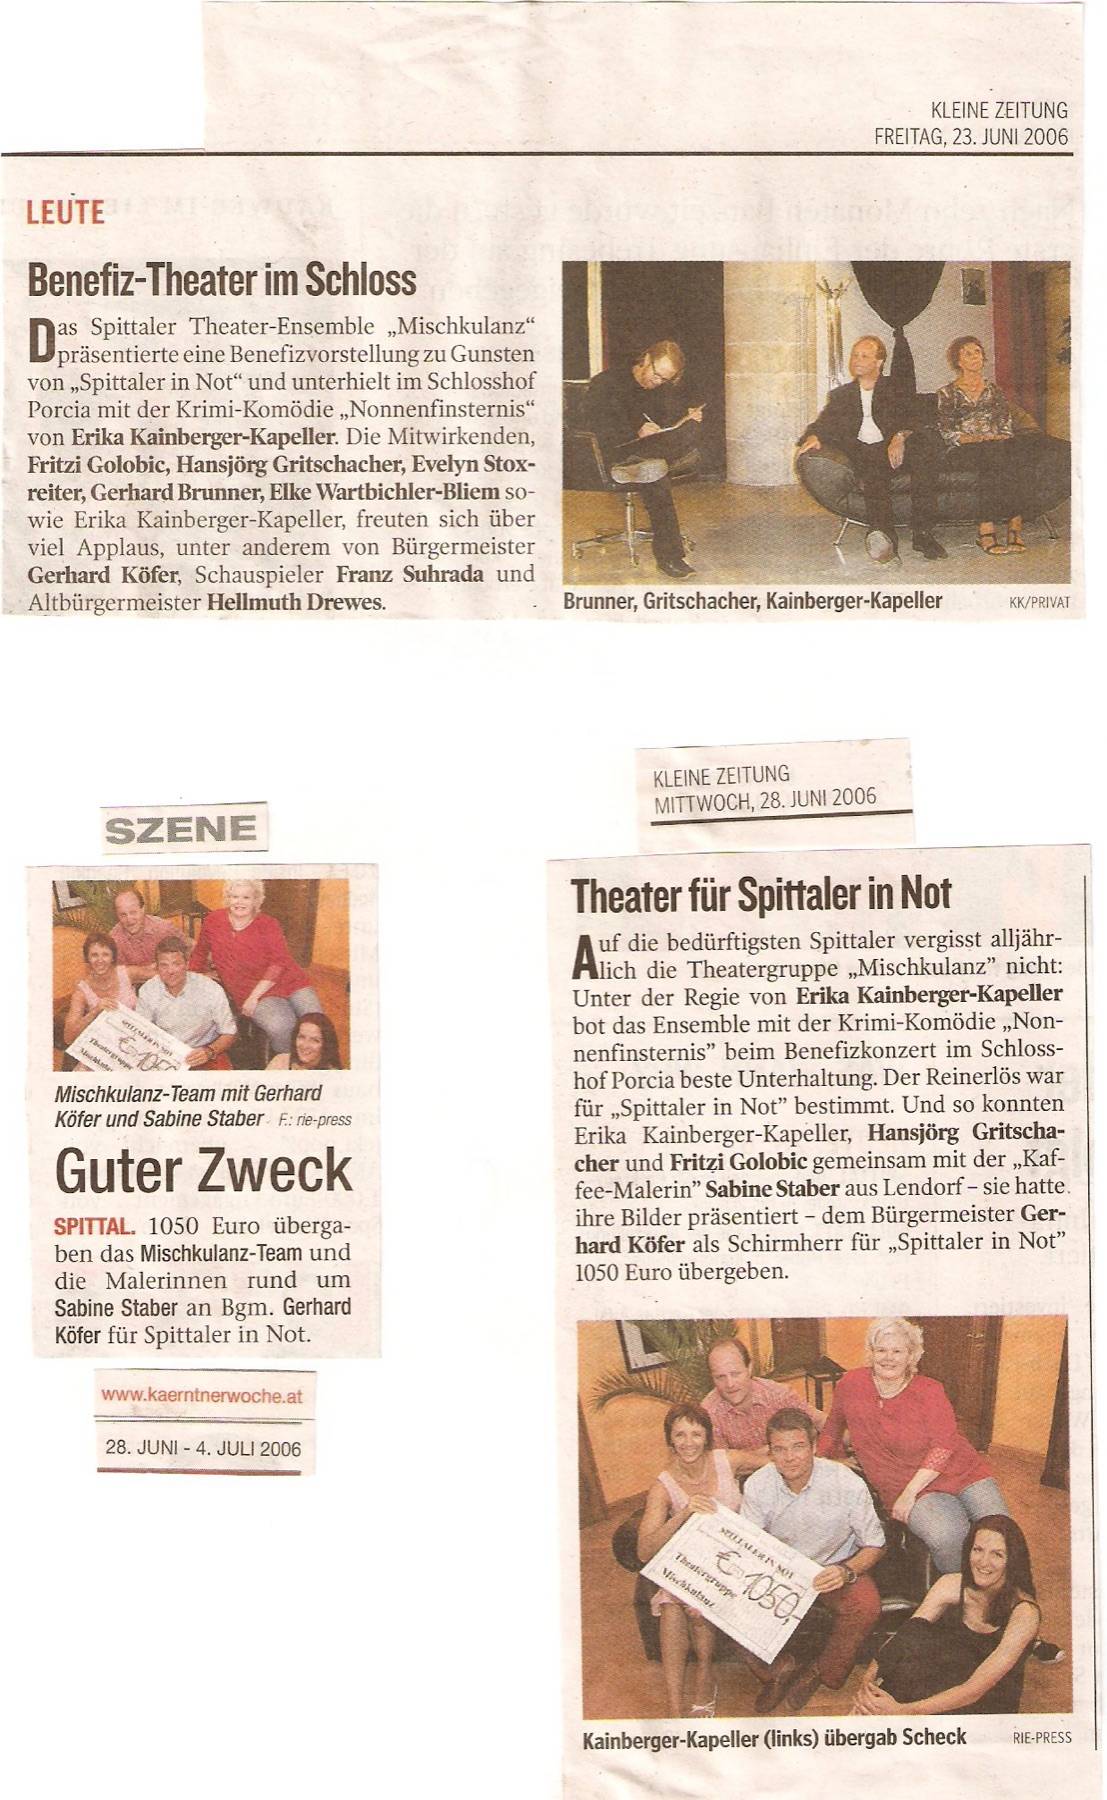 KLEINE ZEITUNG
FREITAG, 23. JUNI 2006
LEUTE
Benefiz-Theater im Schloss
Das Spittaler Theater-Ensemble „Mischkulanz“
präsentierte eine Benefizvorstellung zu Gunsten
von „Spittaler in Not“ und unterhielt im Schlosshof
Porcia mit der Krimi-Komödie „Nonnenfinsternis“
von Erika Kainberger-Kapeller. Die Mitwirkenden,
Fritzi Golobic, Hansjörg Gritschacher, Evelyn Stox-
reiter, Gerhard Brunner, Elke Wartbichler-Bliem so-
wie Erika Kainberger-Kapeller, freuten sich über
viel Applaus, unter anderem von Bürgermeister
Gerhard Köfer, Schauspieler Franz Suhrada und
Altbürgermeister Hellmuth Drewes.
Brunner, Gritschacher, Kainberger-Kapeller KK/PRIVAT
SZENE
SPITTALER IN NOT
€ 1050
Theatergruppe
Mischkulanz
Mischkulanz-Team mit Gerhard
Köfer und Sabine Staber F.: rie-press
Guter Zweck
SPITTAL. 1050 Euro überga-
ben das Mischkulanz-Team und
die Malerinnen rund um
Sabine Staber an Bgm. Gerhard
Köfer für Spittaler in Not.
www.kaerntnerwoche.at
28. JUNI - 4. JULI 2006
KLEINE ZEITUNG
MITTWOCH, 28. JUNI 2006
Theater für Spittaler in Not
Auf die bedürftigsten Spittaler vergisst alljähr-
lich die Theatergruppe „Mischkulanz” nicht:
Unter der Regie von Erika Kainberger-Kapeller
bot das Ensemble mit der Krimi-Komödie „Non-
nenfinsternis” beim Benefizkonzert im Schloss-
hof Porcia beste Unterhaltung. Der Reinerlös war
für „Spittaler in Not” bestimmt. Und so konnten
Erika Kainberger-Kapeller, Hansjörg Gritscha-
cher und Fritzi Golobic gemeinsam mit der „Kaf-
fee-Malerin” Sabine Staber aus Lendorf – sie hatte
ihre Bilder präsentiert – dem Bürgermeister Ger-
hard Köfer als Schirmherr für „Spittaler in Not”
1050 Euro übergeben.
SPITTALER IN NOT
€ 1050,-
Theatergruppe
Mischkulanz
Kainberger-Kapeller (links) übergab Scheck RIE-PRESS